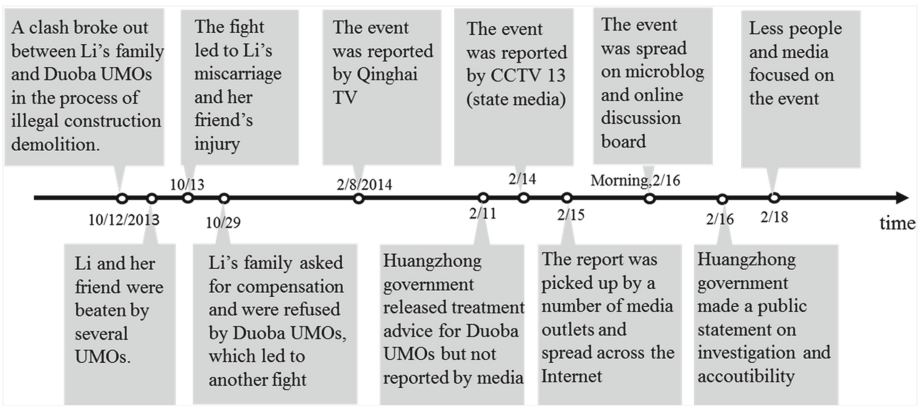 A clash broke out
between Li's family
and Duoba UMOs
in the process of
illegal construction
demolition.
The fight
led to Li's
miscarriage
and her
friend's
injury
The event
was reported
by Qinghai
TV
The event
was reported
by CCTV 13
(state media)
The event
was spread
on microblog
and online
discussion
board
Less people
and media
focused on
the event
10/12/2013
10/13
10/29
2/8/2014
2/11
2/14
2/15
Morning,2/16
2/16
2/18
time
Li and her
friend were
beaten by
several
UMOs.
Li's family asked
for compensation
and were refused
by Duoba UMOs,
which led to
another fight
Huangzhong
government
released treatment
advice for Duoba
UMOs but not
reported by media
The report was
picked up by a
number of media
outlets and
spread across the
Internet
Huangzhong
government
made a public
statement on
investigation and
accoutibility